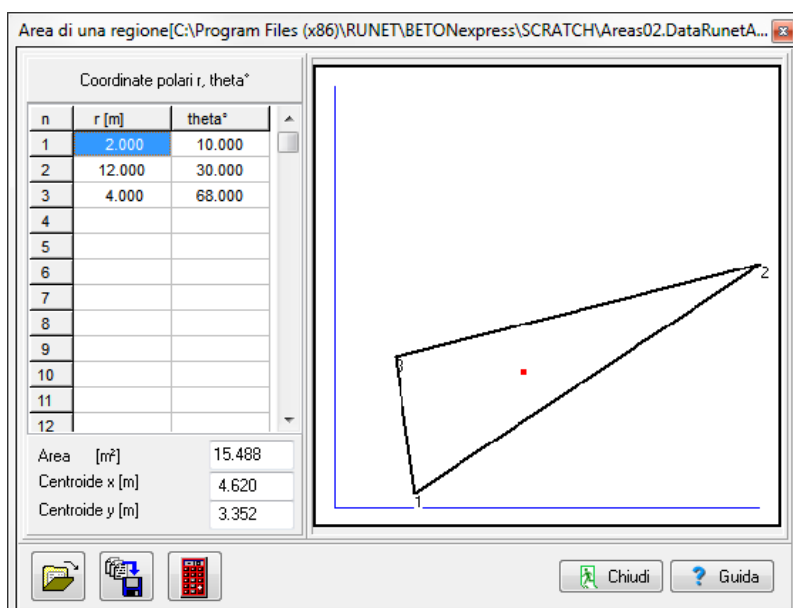 Area di una regione[C:\Program Files (x86)\RUNET\BETONexpress\SCRATCH\Areas02.DataRunetA...
Coordinate polari r, theta°
n r [m] theta°
1 2.000 10.000
2 12.000 30.000
3 4.000 68.000
4
5
6
7
8
9
10
11
12
Area [m²] 15.488
Centroide x [m] 4.620
Centroide y [m] 3.352
2
3
1
Chiudi ? Guida